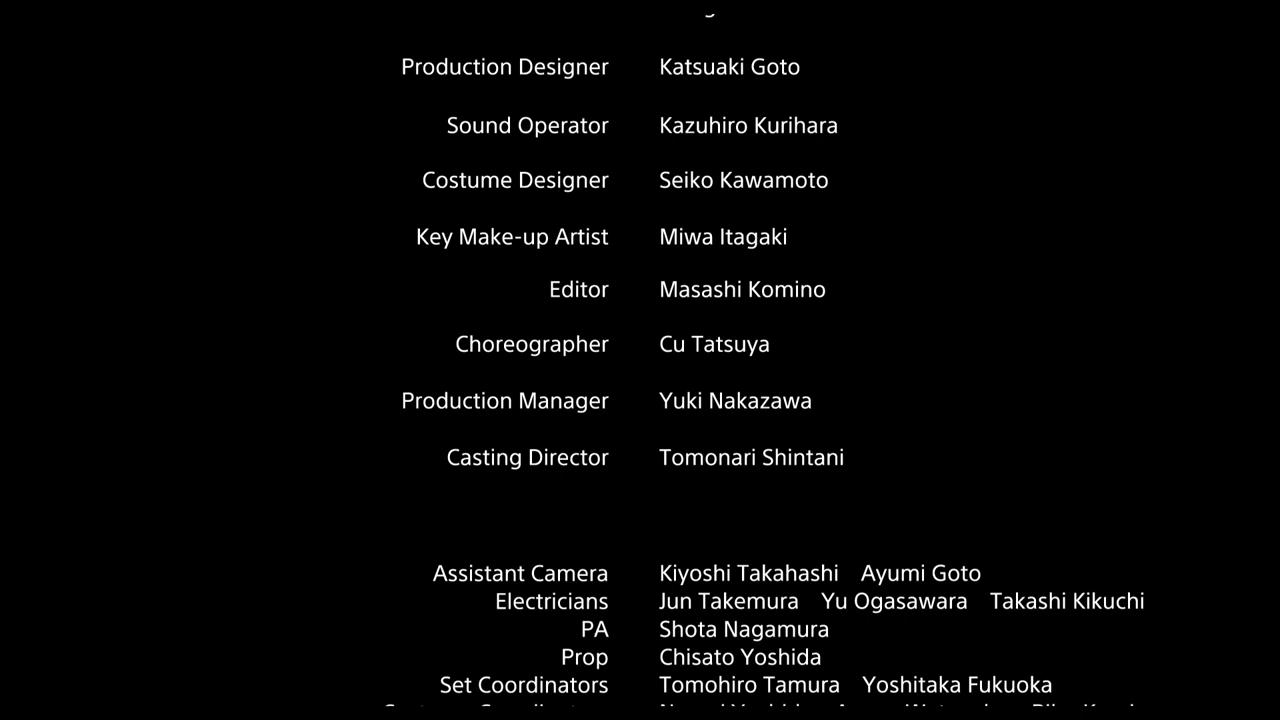 Production Designer Katsuaki Goto
Sound Operator Kazuhiro Kurihara
Costume Designer Seiko Kawamoto
Key Make-up Artist Miwa Itagaki
Editor Masashi Komino
Choreographer Cu Tatsuya
Production Manager Yuki Nakazawa
Casting Director Tomonari Shintani
Assistant Camera Kiyoshi Takahashi Ayumi Goto
Electricians Jun Takemura Yu Ogasawara Takashi Kikuchi
PA Shota Nagamura
Prop Chisato Yoshida
Set Coordinators Tomohiro Tamura Yoshitaka Fukuoka